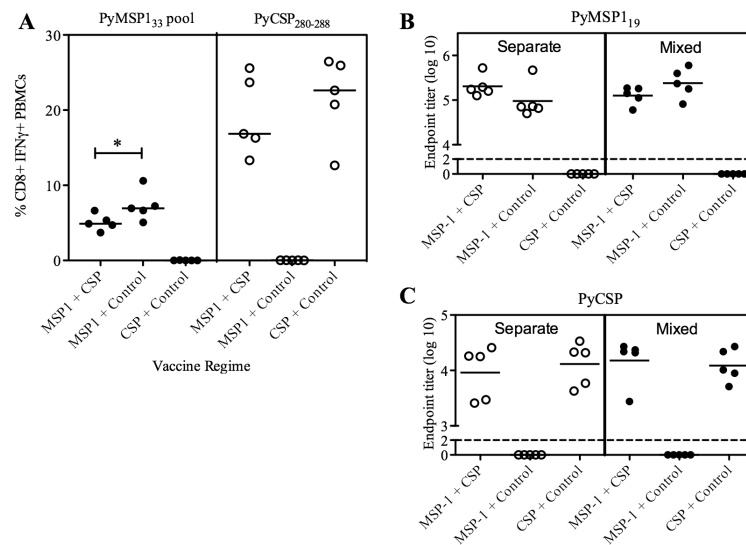 A
PyMSP1₃₃ pool
PyCSP₂₈₀₋₂₈₈
% CD8+ IFNγ+ PBMCs
30
20
10
0
*
MSP1 + CSP
MSP1 + Control
CSP + Control
MSP1 + CSP
MSP1 + Control
CSP + Control
Vaccine Regime
B
PyMSP1₁₉
Separate
Mixed
Endpoint titer (log 10)
6
5
4
2
0
MSP-1 + CSP
MSP-1 + Control
CSP + Control
MSP-1 + CSP
MSP-1 + Control
CSP + Control
C
PyCSP
Separate
Mixed
Endpoint titer (log 10)
5
4
3
2
0
MSP-1 + CSP
MSP-1 + Control
CSP + Control
MSP-1 + CSP
MSP-1 + Control
CSP + Control